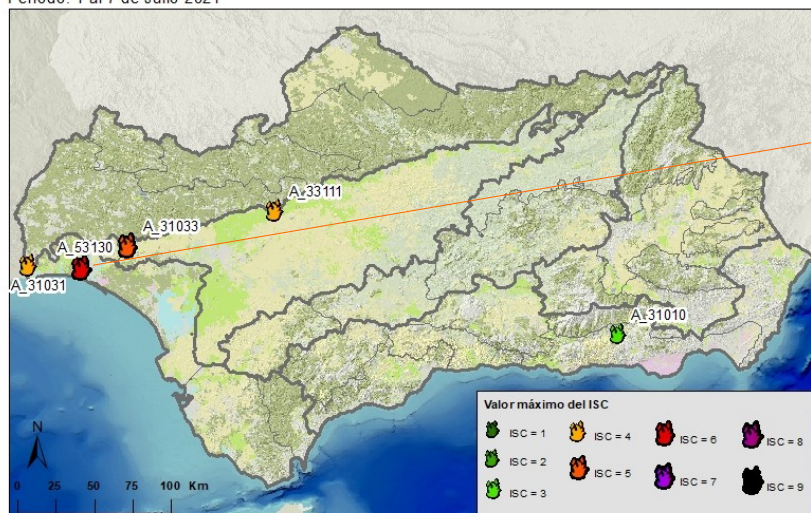 Periodo: 1 al 7 de Julio 2021
A_33111
A_31033
A_53130
A_31031
A_31010
Valor máximo del ISC
ISC = 1
ISC = 4
ISC = 6
ISC = 8
ISC = 2
ISC = 5
ISC = 7
ISC = 9
ISC = 3
N
0 25 50 100 Km